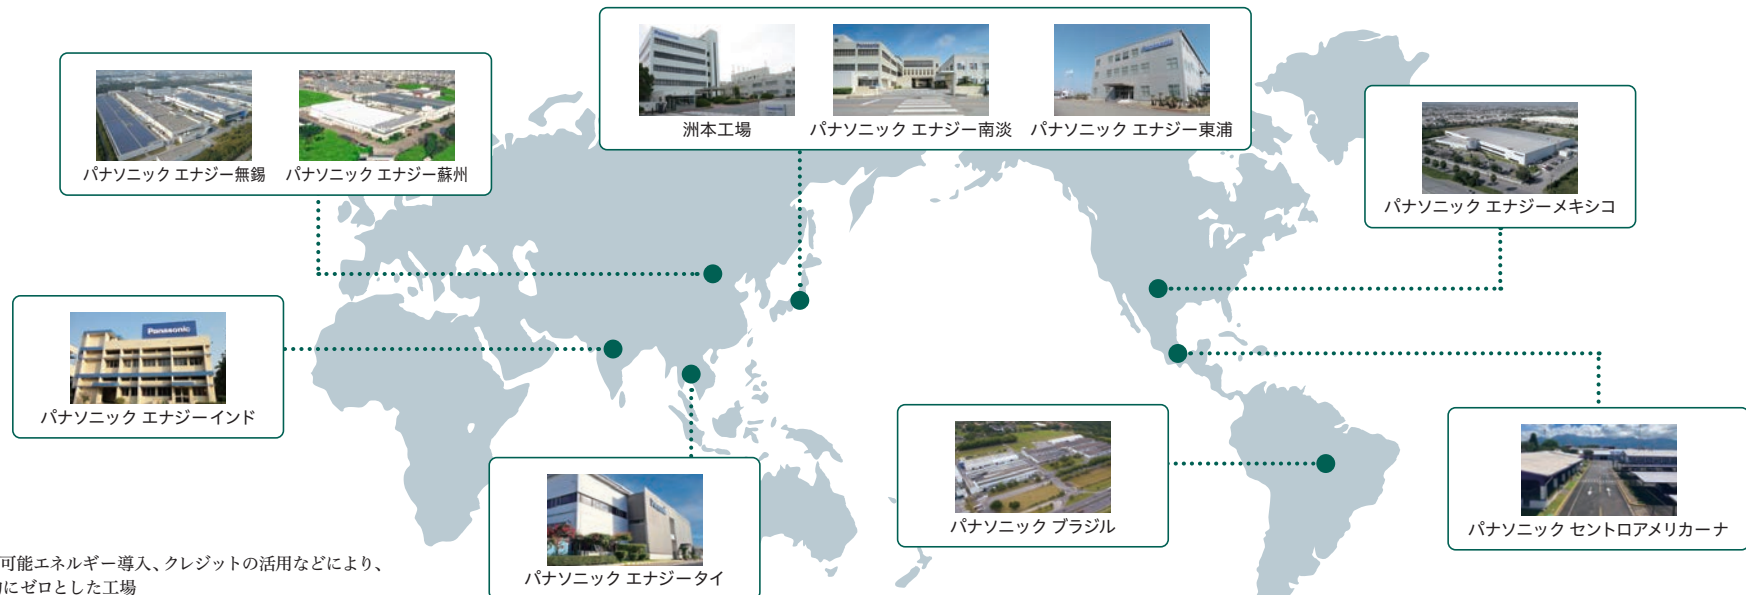 Panasonic
Panasonic
Panasonic
洲本工場
パナソニック エナジー南淡
パナソニック エナジー東浦
パナソニック エナジー無錫
パナソニック エナジー蘇州
パナソニック エナジーメキシコ
Panasonic
パナソニック エナジーインド
パナソニック エナジータイ
パナソニック ブラジル
パナソニック セントロアメリカーナ
可能エネルギー導入、クレジットの活用などにより、
にゼロとした工場